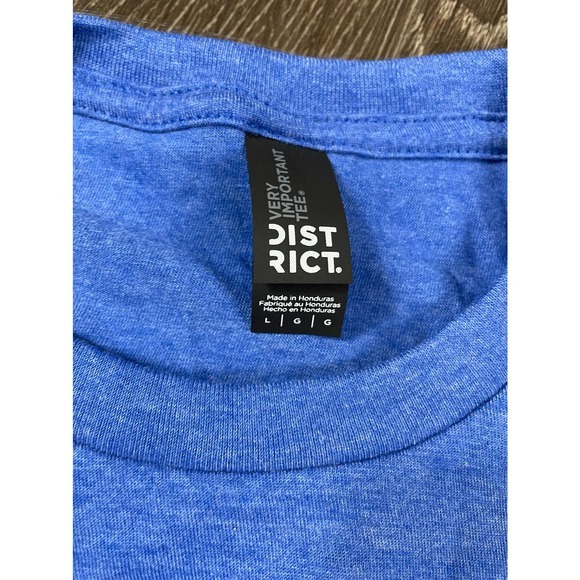 VERY
IMPORTANT
TEE®
DIST
RICT.
Made in Honduras
Fabriqué au Honduras
Hecho en Honduras
L | G | G